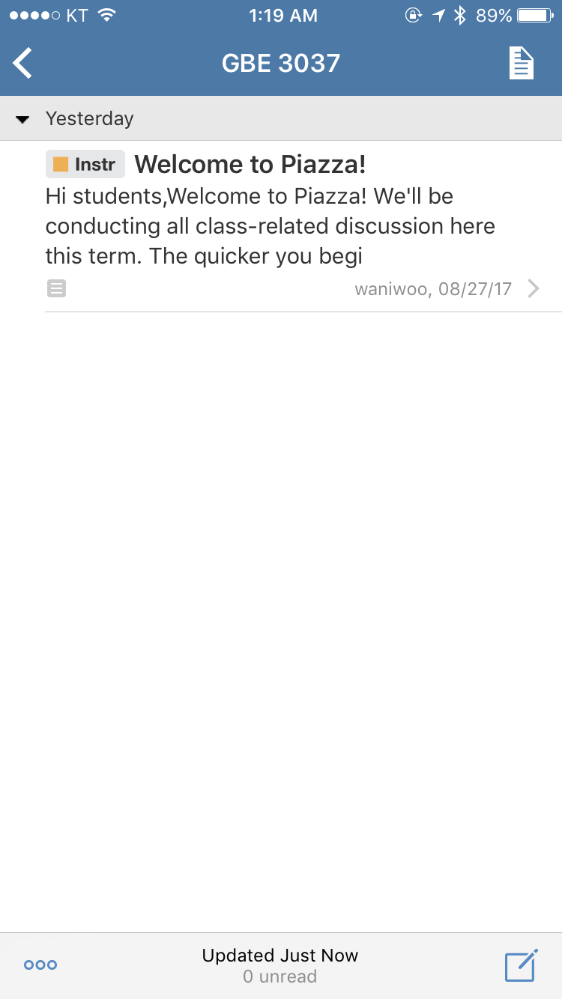 KT 1:19 AM 89%
GBE 3037
Yesterday
Instr Welcome to Piazza!
Hi students,Welcome to Piazza! We'll be
conducting all class-related discussion here
this term. The quicker you begi
waniwoo, 08/27/17
Updated Just Now
0 unread